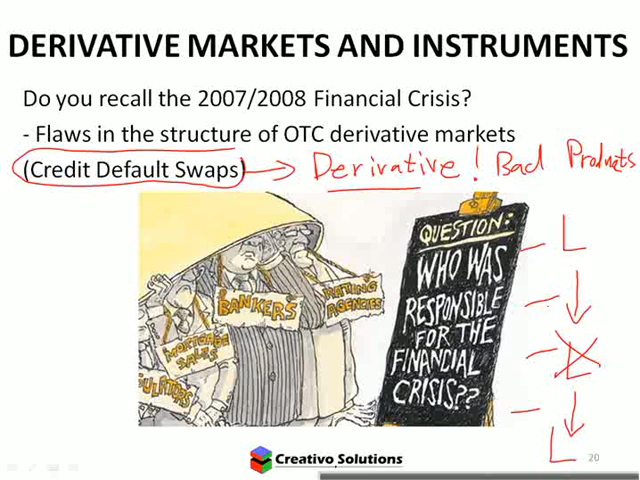 DERIVATIVE MARKETS AND INSTRUMENTS
Do you recall the 2007/2008 Financial Crisis?
- Flaws in the structure of OTC derivative markets
(Credit Default Swaps) Derivative! Bad Products
QUESTION:
WHO WAS
RESPONSIBLE
FOR THE
FINANCIAL
CRISIS??
BANKERS
RATING
AGENCIES
MORTGAGE
SALES
L
L
Creativo Solutions
20